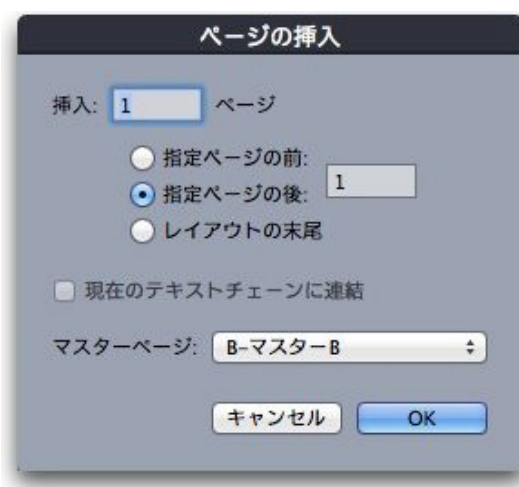 ページの挿入
挿入: 1 ページ
指定ページの前:
指定ページの後: 1
レイアウトの末尾
現在のテキストチェーンに連結
マスターページ: B-マスターB
キャンセル OK